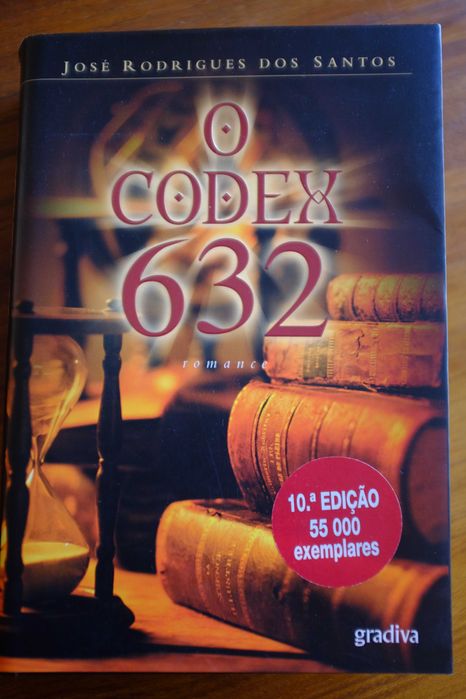 JOSÉ RODRIGUES DOS SANTOS
O
CODEX
632
romance
10.ª EDIÇÃO
55 000
exemplares
gradiva